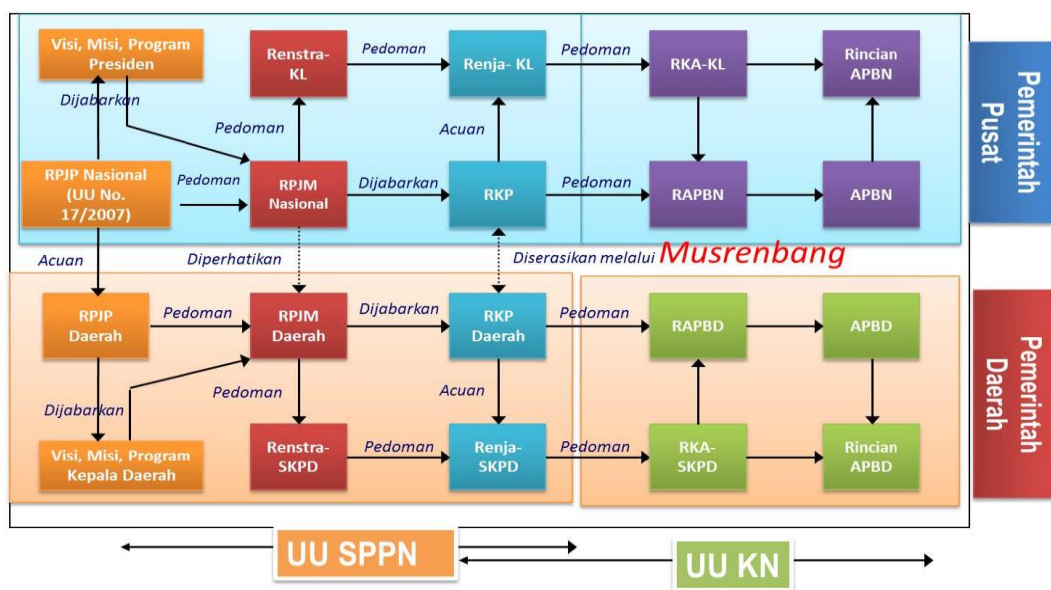 Visi, Misi, Program
Presiden
Renstra-
KL
Pedoman
Renja- KL
Pedoman
RKA-KL
Rincian
APBN
Dijabarkan
Pedoman
Acuan
RPJP Nasional
(UU No.
17/2007)
Pedoman
RPJM
Nasional
Dijabarkan
RKP
Pedoman
RAPBN
APBN
Pemerintah
Pusat
Acuan
Diperhatikan
Diserasikan melalui Musrenbang
RPJP
Daerah
Pedoman
RPJM
Daerah
Dijabarkan
RKP
Daerah
Pedoman
RAPBD
APBD
Dijabarkan
Pedoman
Acuan
Visi, Misi, Program
Kepala Daerah
Renstra-
SKPD
Pedoman
Renja-
SKPD
Pedoman
RKA-
SKPD
Rincian
APBD
Pemerintah
Daerah
UU SPPN
UU KN